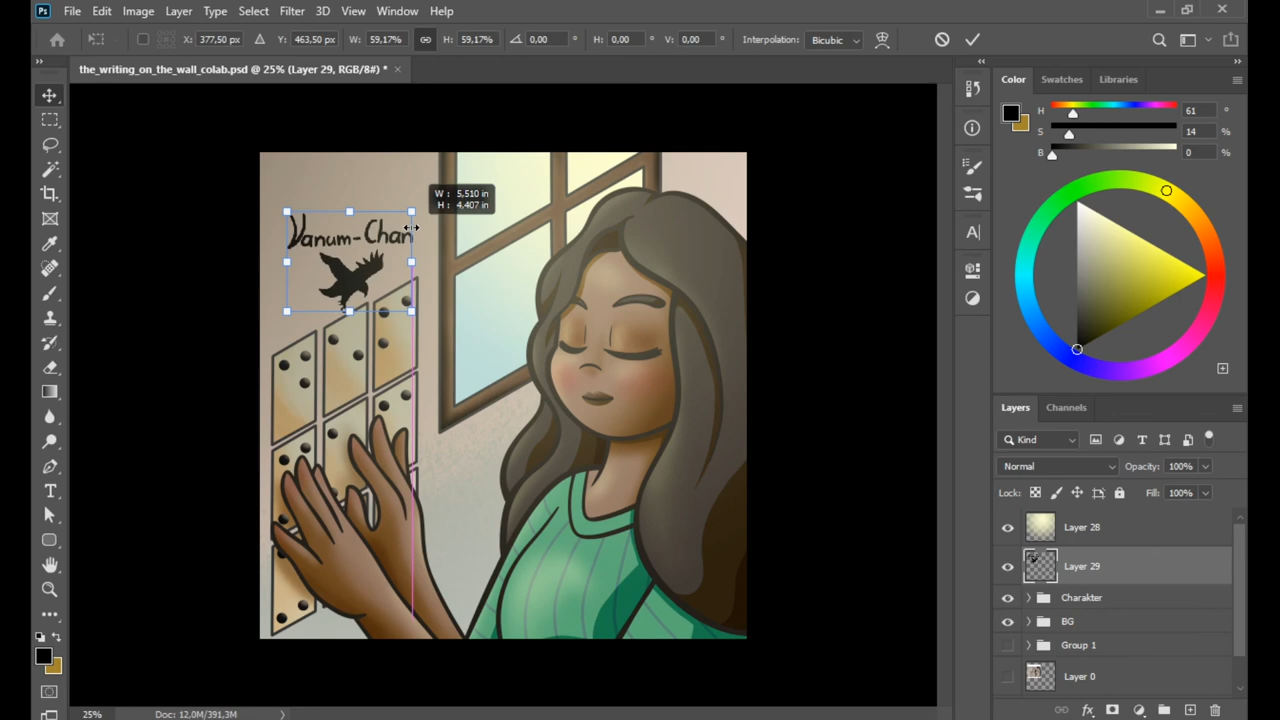 Ps File Edit Image Layer Type Select Filter 3D View Window Help
X: 377,50 px Y: 463,50 px W: 59,17% H: 59,17% 0,00 ° H: 0,00 ° V: 0,00 ° Interpolation: Bicubic
the_writing_on_the_wall_colab.psd @ 25% (Layer 29, RGB/8#) * ×
W : 5,510 in
H : 4,407 in
Vanum-Chan
25% Doc: 12,0M/391,3M
Color Swatches Libraries
H 61 °
S 14 %
B 0 %
Layers Channels
Kind
Normal Opacity: 100%
Lock: Fill: 100%
Layer 28
Layer 29
Charakter
BG
Group 1
Layer 0
fx